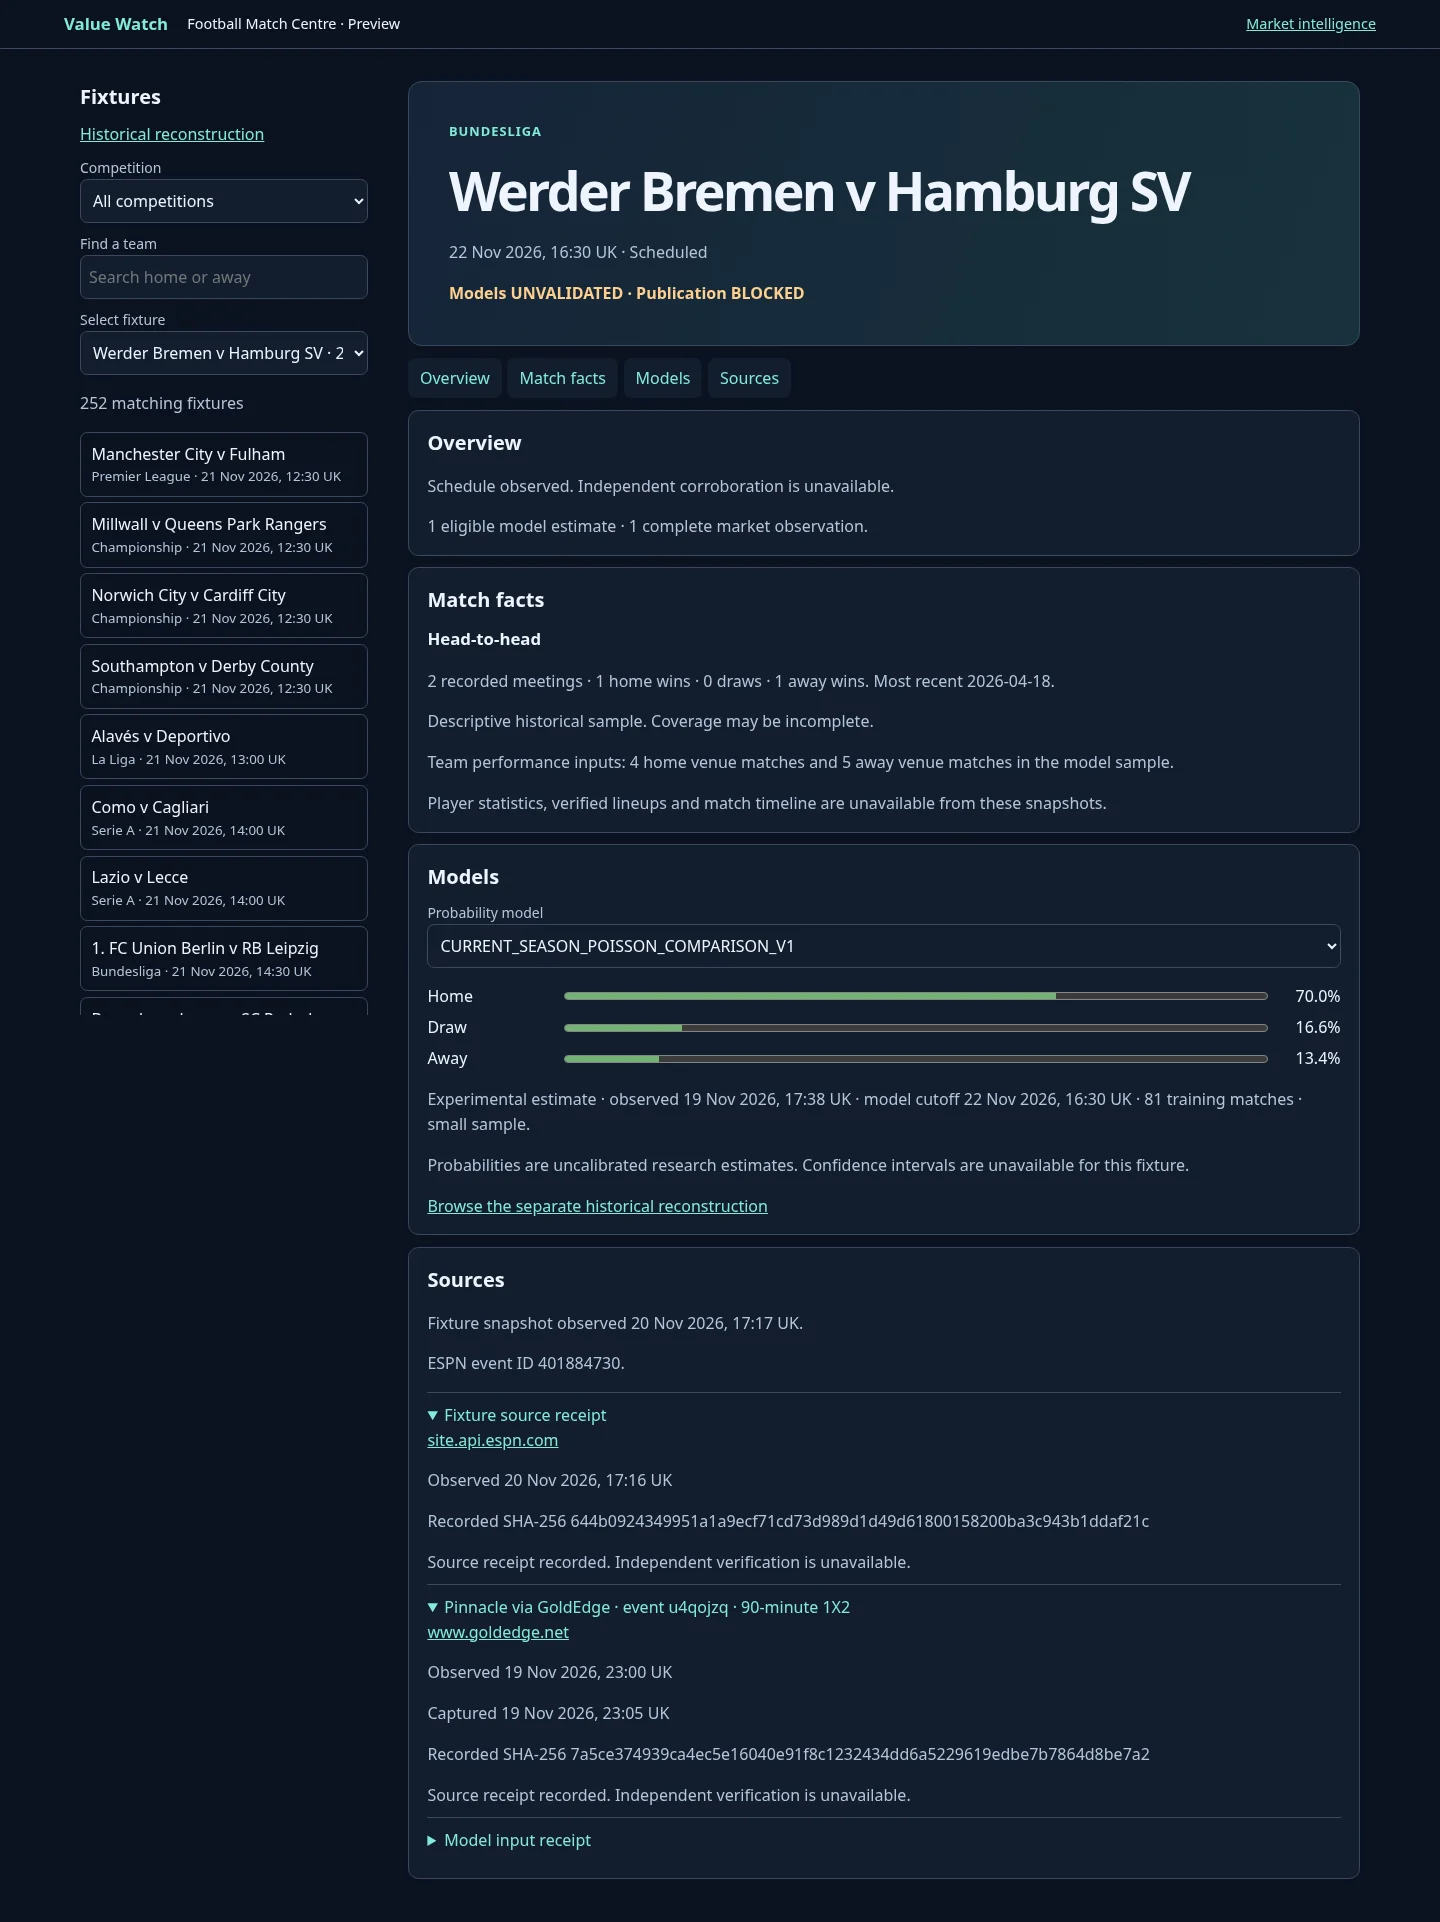 Value Watch Football Match Centre · Preview Market intelligence
Fixtures
Historical reconstruction
Competition
All competitions
Find a team
Search home or away
Select fixture
Werder Bremen v Hamburg SV · 2
252 matching fixtures
Manchester City v Fulham
Premier League · 21 Nov 2026, 12:30 UK
Millwall v Queens Park Rangers
Championship · 21 Nov 2026, 12:30 UK
Norwich City v Cardiff City
Championship · 21 Nov 2026, 12:30 UK
Southampton v Derby County
Championship · 21 Nov 2026, 12:30 UK
Alavés v Deportivo
La Liga · 21 Nov 2026, 13:00 UK
Como v Cagliari
Serie A · 21 Nov 2026, 14:00 UK
Lazio v Lecce
Serie A · 21 Nov 2026, 14:00 UK
1. FC Union Berlin v RB Leipzig
Bundesliga · 21 Nov 2026, 14:30 UK
BUNDESLIGA
Werder Bremen v Hamburg SV
22 Nov 2026, 16:30 UK · Scheduled
Models UNVALIDATED · Publication BLOCKED
Overview Match facts Models Sources
Overview
Schedule observed. Independent corroboration is unavailable.
1 eligible model estimate · 1 complete market observation.
Match facts
Head-to-head
2 recorded meetings · 1 home wins · 0 draws · 1 away wins. Most recent 2026-04-18.
Descriptive historical sample. Coverage may be incomplete.
Team performance inputs: 4 home venue matches and 5 away venue matches in the model sample.
Player statistics, verified lineups and match timeline are unavailable from these snapshots.
Models
Probability model
CURRENT_SEASON_POISSON_COMPARISON_V1
Home 70.0%
Draw 16.6%
Away 13.4%
Experimental estimate · observed 19 Nov 2026, 17:38 UK · model cutoff 22 Nov 2026, 16:30 UK · 81 training matches ·
small sample.
Probabilities are uncalibrated research estimates. Confidence intervals are unavailable for this fixture.
Browse the separate historical reconstruction
Sources
Fixture snapshot observed 20 Nov 2026, 17:17 UK.
ESPN event ID 401884730.
▼ Fixture source receipt
site.api.espn.com
Observed 20 Nov 2026, 17:16 UK
Recorded SHA-256 644b0924349951a1a9ecf71cd73d989d1d49d61800158200ba3c943b1ddaf21c
Source receipt recorded. Independent verification is unavailable.
▼ Pinnacle via GoldEdge · event u4qojzq · 90-minute 1X2
www.goldedge.net
Observed 19 Nov 2026, 23:00 UK
Captured 19 Nov 2026, 23:05 UK
Recorded SHA-256 7a5ce374939ca4ec5e16040e91f8c1232434dd6a5229619edbe7b7864d8be7a2
Source receipt recorded. Independent verification is unavailable.
▶ Model input receipt